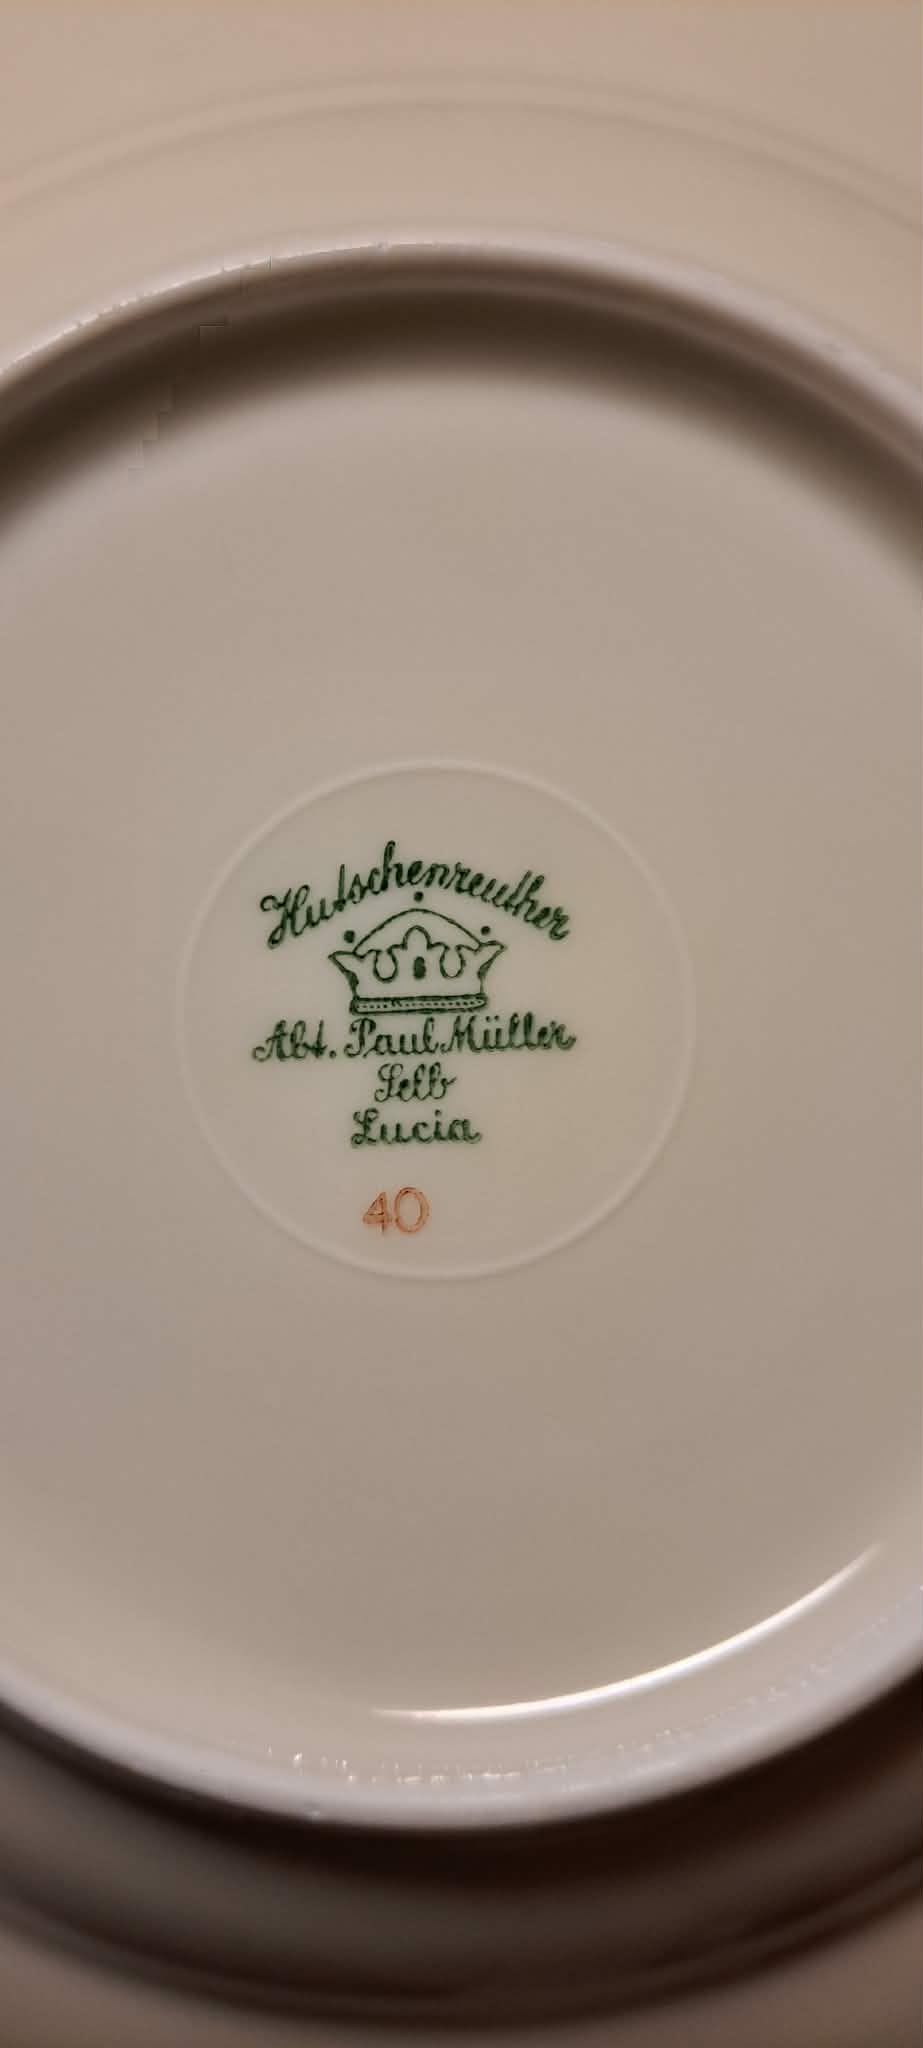 Hutschenreuther
Abt. Paul Müller
Selb
Lucia
40